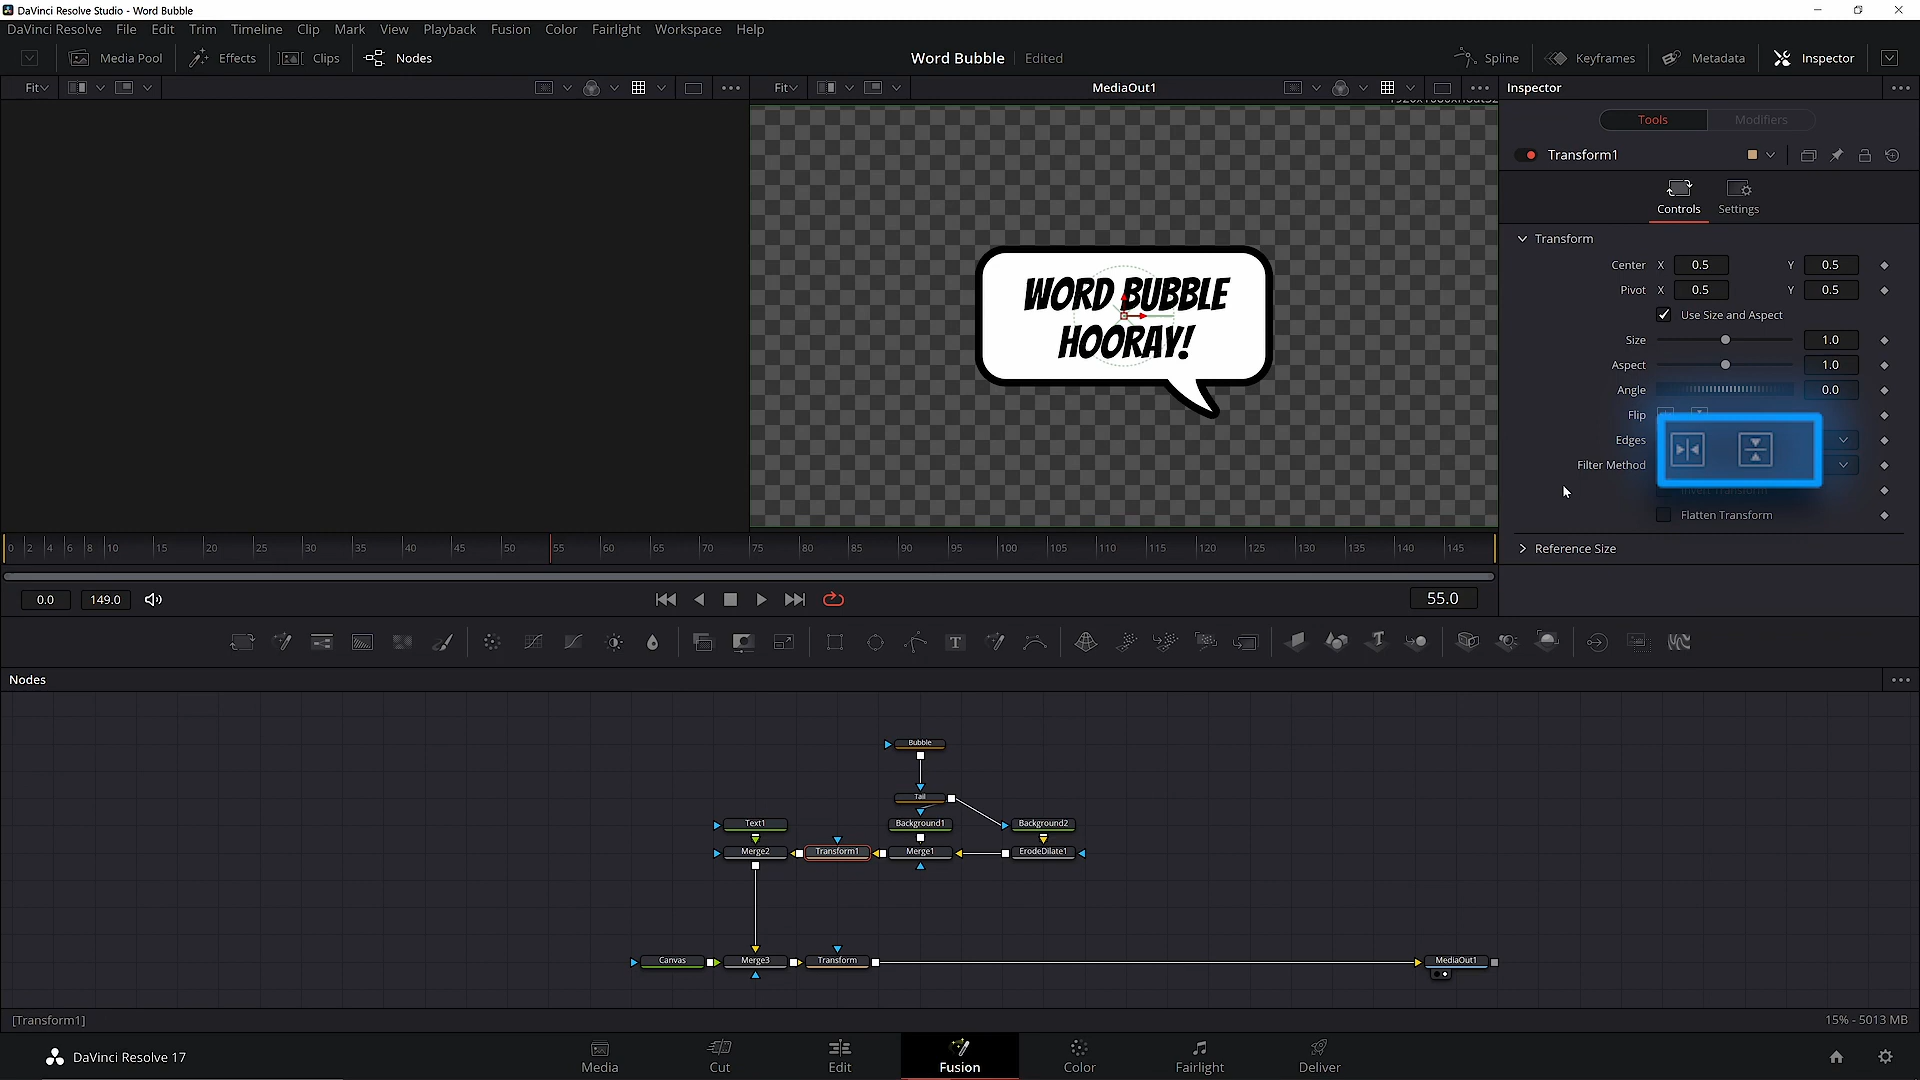 DaVinci Resolve Studio - Word Bubble
DaVinci Resolve File Edit Trim Timeline Clip Mark View Playback Fusion Color Fairlight Workspace Help
Media Pool Effects Clips Nodes Word Bubble Edited Spline Keyframes Metadata Inspector
Fit Fit MediaOut1 Inspector
Tools Modifiers
Transform1
Controls Settings
Transform
Center X 0.5 Y 0.5
Pivot X 0.5 Y 0.5
Use Size and Aspect
Size 1.0
Aspect 1.0
Angle 0.0
Flip
Edges
Filter Method
Invert Transform
Flatten Transform
Reference Size
WORD BUBBLE
HOORAY!
0 2 4 6 8 10 15 20 25 30 35 40 45 50 55 60 65 70 75 80 85 90 95 100 105 110 115 120 125 130 135 140 145
0.0 149.0 55.0
Nodes
Bubble
Tail
Text1 Background1 Background2
Merge2 Transform1 Merge1 ErodeDilate1
Canvas Merge3 Transform MediaOut1
[Transform1] 15% - 5013 MB
DaVinci Resolve 17 Media Cut Edit Fusion Color Fairlight Deliver